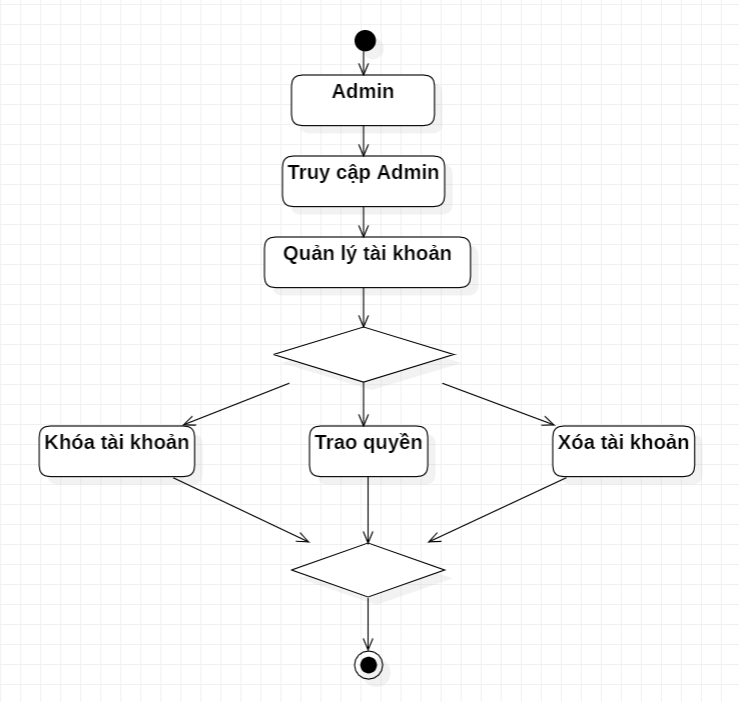 Admin
Truy cập Admin
Quản lý tài khoản
Khóa tài khoản
Trao quyền
Xóa tài khoản